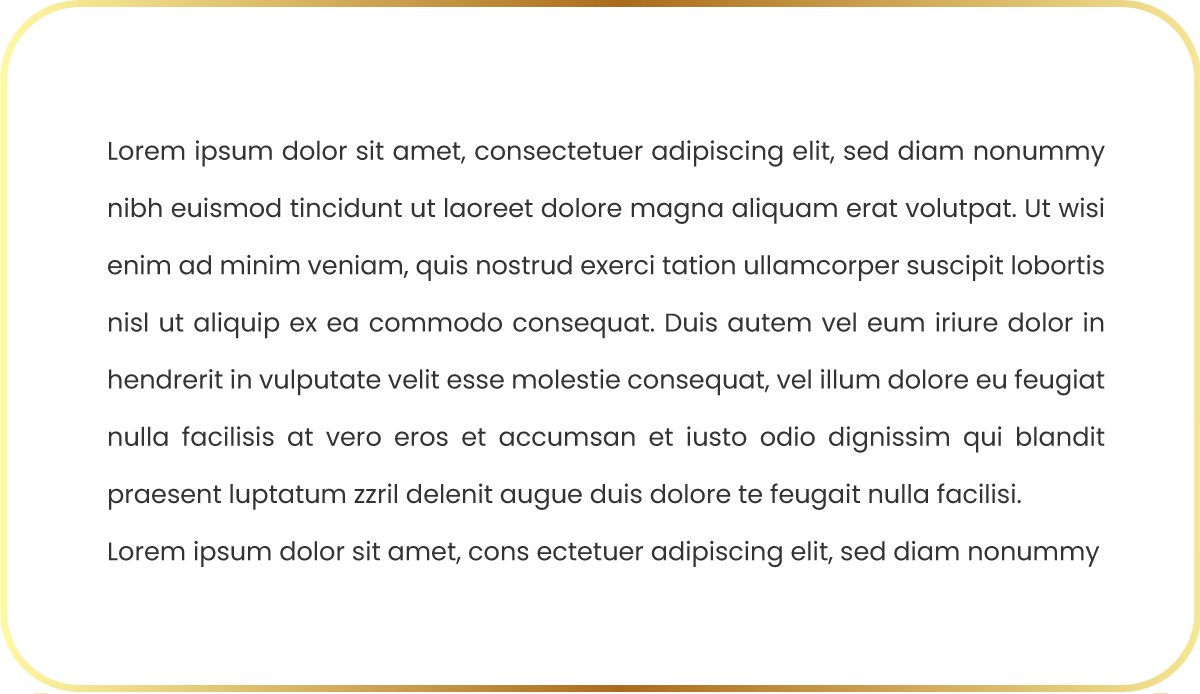 Lorem ipsum dolor sit amet, consectetuer adipiscing elit, sed diam nonummy
nibh euismod tincidunt ut laoreet dolore magna aliquam erat volutpat. Ut wisi
enim ad minim veniam, quis nostrud exerci tation ullamcorper suscipit lobortis
nisl ut aliquip ex ea commodo consequat. Duis autem vel eum iriure dolor in
hendrerit in vulputate velit esse molestie consequat, vel illum dolore eu feugiat
nulla facilisis at vero eros et accumsan et iusto odio dignissim qui blandit
praesent luptatum zzril delenit augue duis dolore te feugait nulla facilisi.
Lorem ipsum dolor sit amet, cons ectetuer adipiscing elit, sed diam nonummy